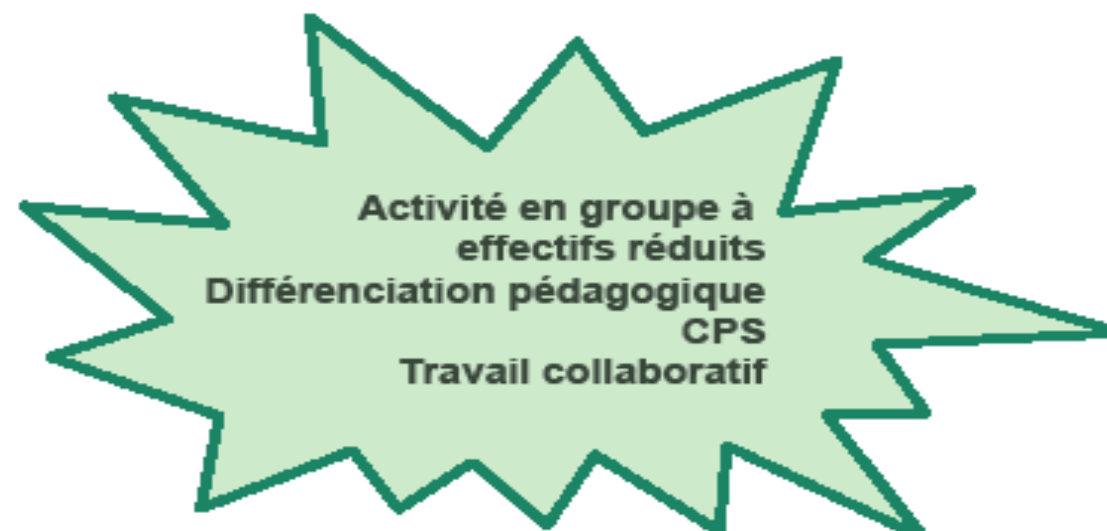 Activité en groupe à
effectifs réduits
Différenciation pédagogique
CPS
Travail collaboratif